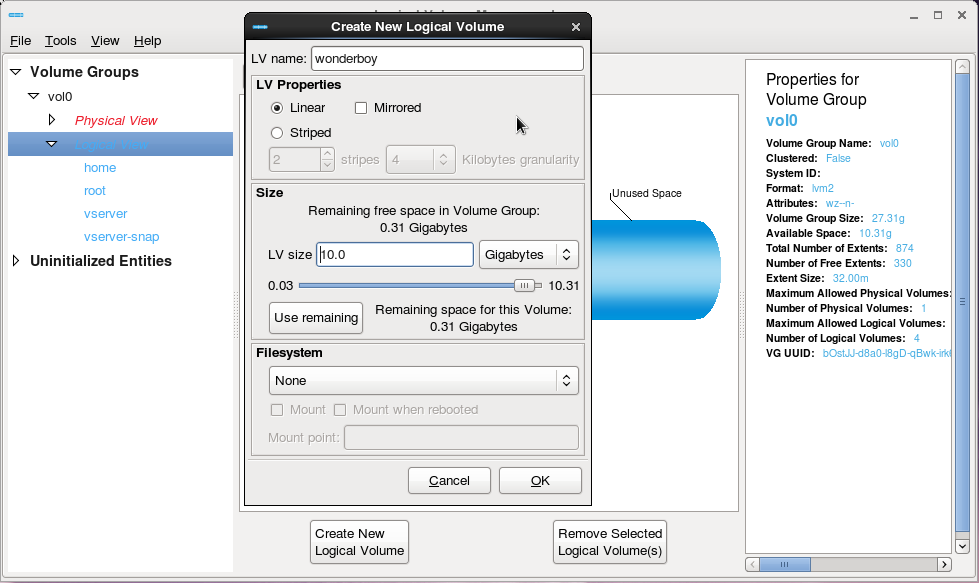 Create New Logical Volume
File Tools View Help
Volume Groups
vol0
Physical View
Logical View
home
root
vserver
vserver-snap
Uninitialized Entities
LV name: wonderboy
LV Properties
Linear Mirrored
Striped
2 stripes 4 Kilobytes granularity
Size
Remaining free space in Volume Group:
0.31 Gigabytes
LV size 10.0 Gigabytes
0.03 10.31
Use remaining
Remaining space for this Volume:
0.31 Gigabytes
Filesystem
None
Mount Mount when rebooted
Mount point:
Cancel OK
Unused Space
Create New
Logical Volume
Remove Selected
Logical Volume(s)
Properties for
Volume Group
vol0
Volume Group Name: vol0
Clustered: False
System ID:
Format: lvm2
Attributes: wz--n-
Volume Group Size: 27.31g
Available Space: 10.31g
Total Number of Extents: 874
Number of Free Extents: 330
Extent Size: 32.00m
Maximum Allowed Physical Volumes:
Number of Physical Volumes: 1
Maximum Allowed Logical Volumes:
Number of Logical Volumes: 4
VG UUID: bOstJJ-d8a0-I8gD-qBwk-irk